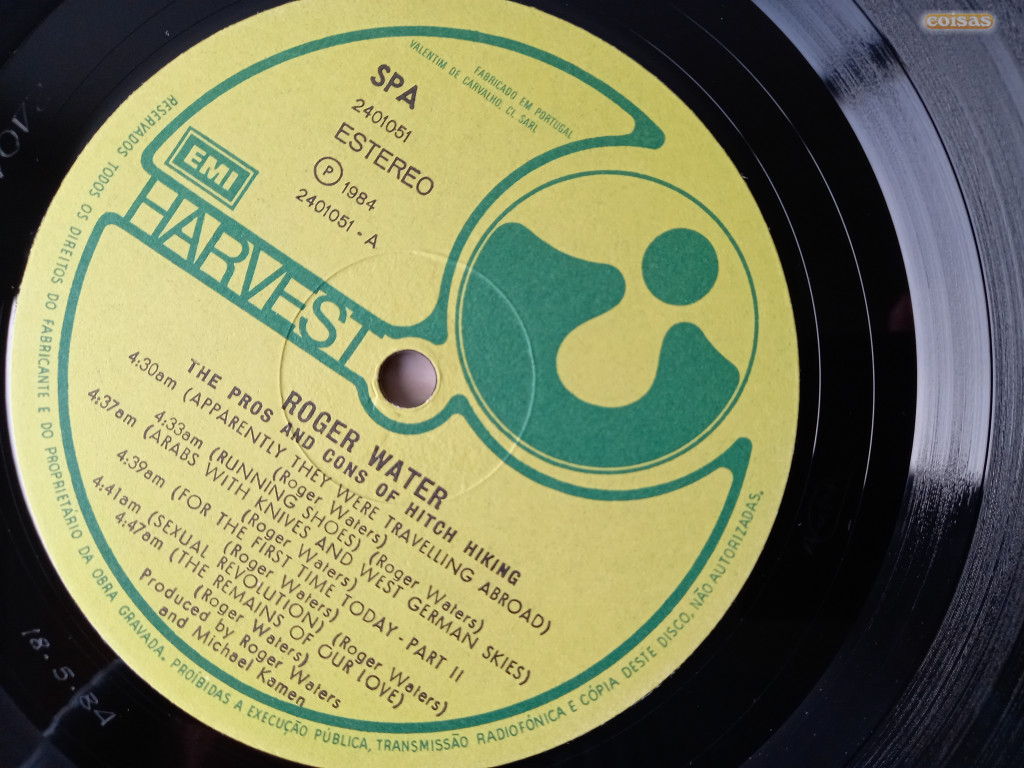 coisas
FABRICADO EM PORTUGAL
VALENTIM DE CARVALHO, CI, SARL
SPA
2401051
ESTEREO
P 1984
2401051 - A
EMI
HARVEST
ROGER WATER
THE PROS AND CONS OF HITCH HIKING
4:30am (APPARENTLY THEY WERE TRAVELLING ABROAD)
(Roger Waters)
4:33am (RUNNING SHOES) (Roger Waters)
4:37am (ARABS WITH KNIVES AND WEST GERMAN SKIES)
(Roger Waters)
4:39am (FOR THE FIRST TIME TODAY - PART II
(Roger Waters)
4:41am (SEXUAL REVOLUTION) (Roger Waters)
4:47am (THE REMAINS OF OUR LOVE)
(Roger Waters)
Produced by Roger Waters
and Michael Kamen
RESERVADOS TODOS OS DIREITOS DO FABRICANTE E DO PROPRIETÁRIO DA OBRA GRAVADA. PROÍBIDAS A EXECUÇÃO PÚBLICA, TRANSMISSÃO RADIOFÓNICA E CÓPIA DESTE DISCO, NÃO AUTORIZADAS.
18.5.84